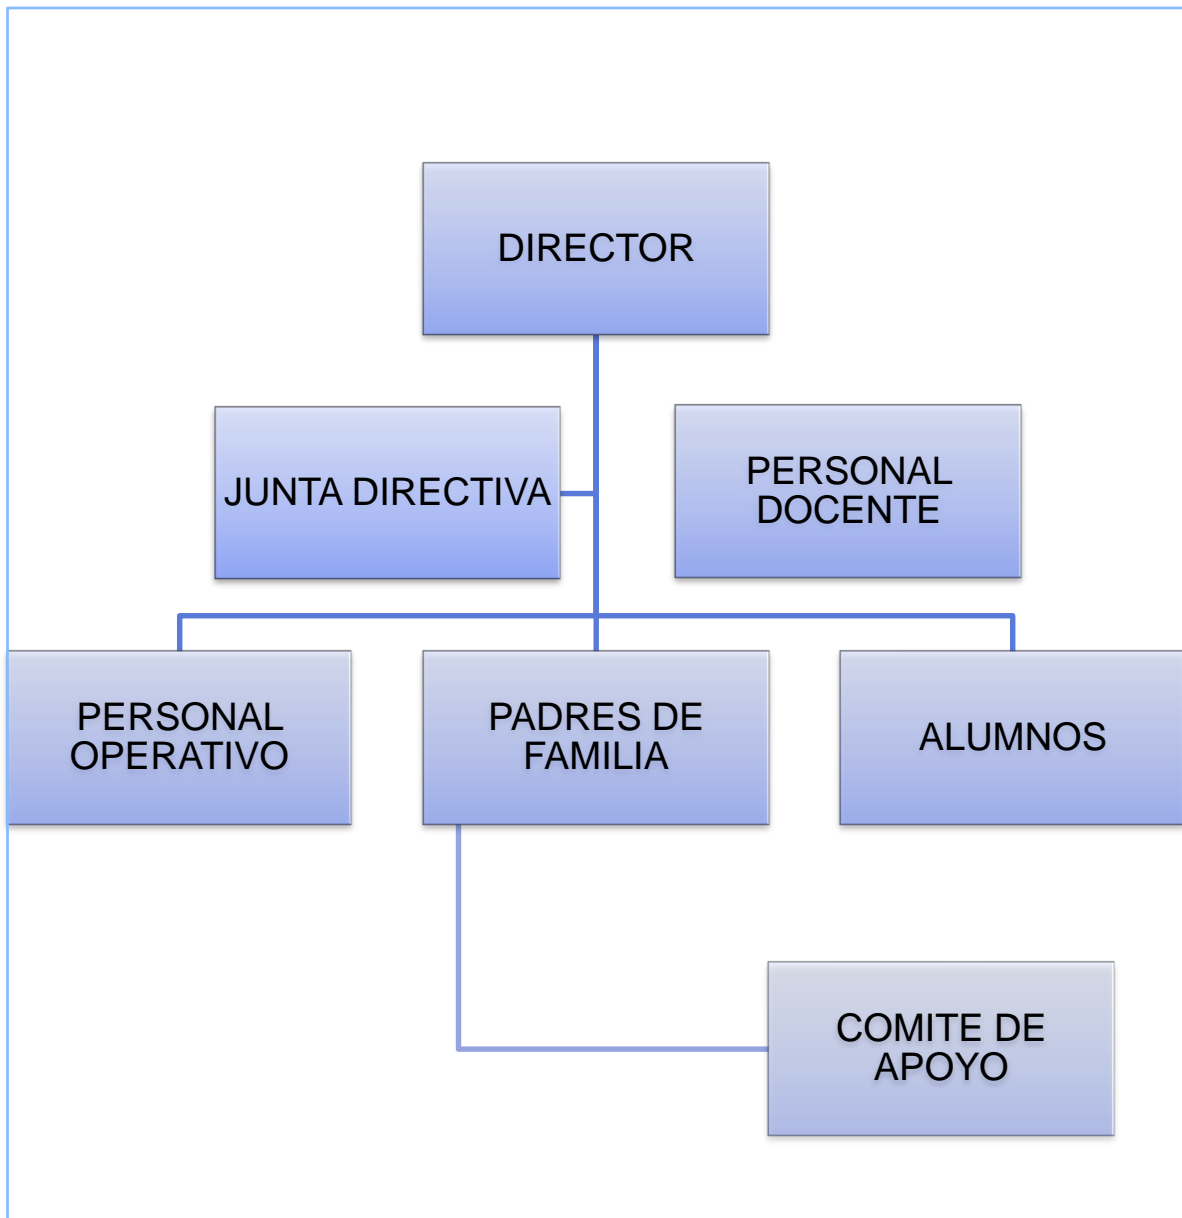 DIRECTOR
JUNTA DIRECTIVA
PERSONAL
DOCENTE
PERSONAL
OPERATIVO
PADRES DE
FAMILIA
ALUMNOS
COMITE DE
APOYO